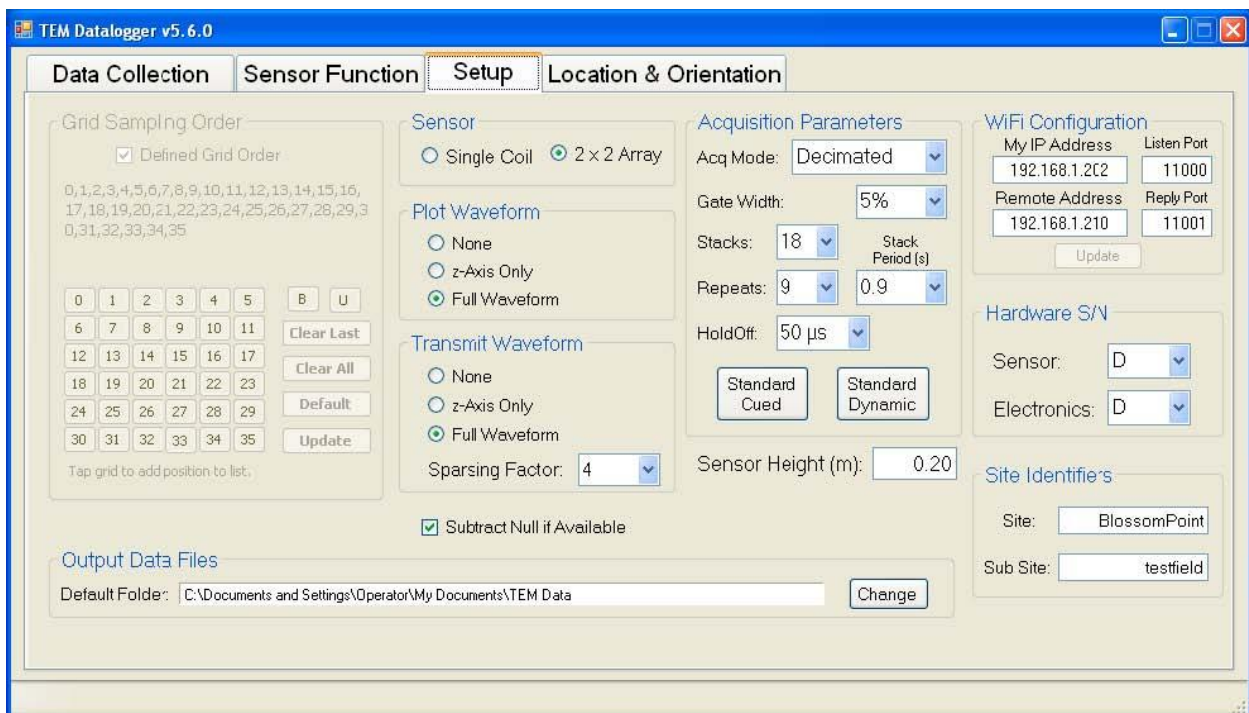 TEM Datalogger v5.6.0
Data Collection
Sensor Function
Setup
Location & Orientation
Grid Sampling Order
Defined Grid Order
0,1,2,3,4,5,6,7,8,9,10,11,12,13,14,15,16,
17,18,19,20,21,22,23,24,25,26,27,28,29,3
0,31,32,33,34,35
0 1 2 3 4 5
6 7 8 9 10 11
12 13 14 15 16 17
18 19 20 21 22 23
24 25 26 27 28 29
30 31 32 33 34 35
B U
Clear Last
Clear All
Default
Update
Tap grid to add position to list.
Sensor
Single Coil
2 x 2 Array
Plot Waveform
None
z-Axis Only
Full Waveform
Transmit Waveform
None
z-Axis Only
Full Waveform
Sparsing Factor: 4
Subtract Null if Available
Acquisition Parameters
Acq Mode: Decimated
Gate Width: 5%
Stacks: 18
Stack
Period (s)
Repeats: 9
0.9
HoldOff: 50 µs
Standard
Cued
Standard
Dynamic
Sensor Height (m): 0.20
WiFi Configuration
My IP Address
Listen Port
192.168.1.202
11000
Remote Address
Reply Port
192.168.1.210
11001
Update
Hardware S/N
Sensor: D
Electronics: D
Site Identifiers
Site: BlossomPoint
Sub Site: testfield
Output Data Files
Default Folder: C:\Documents and Settings\Operator\My Documents\TEM Data
Change